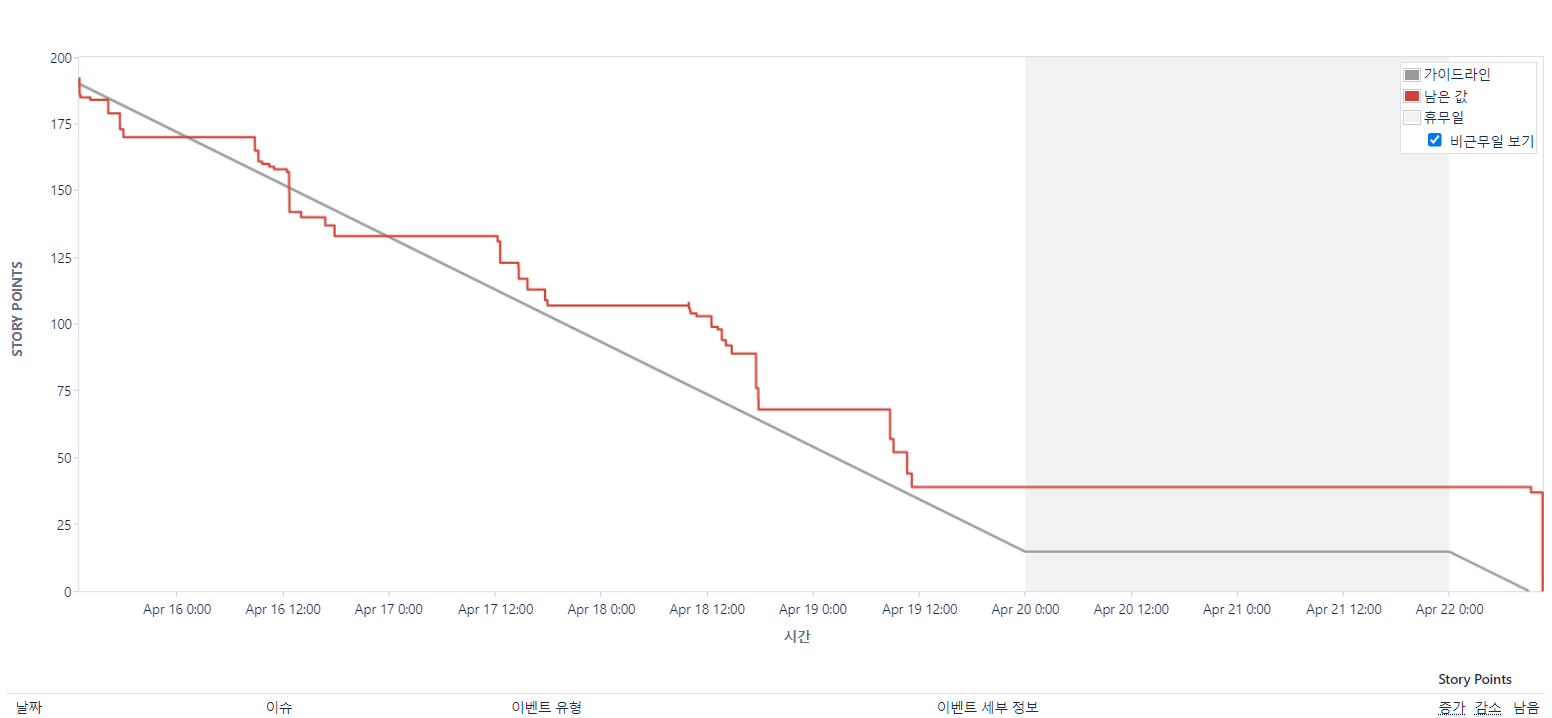 200
가이드라인
남은 값
휴무일
비근무일 보기
175
150
125
100
75
50
25
0
STORY POINTS
Apr 16 0:00 Apr 16 12:00 Apr 17 0:00 Apr 17 12:00 Apr 18 0:00 Apr 18 12:00 Apr 19 0:00 Apr 19 12:00 Apr 20 0:00 Apr 20 12:00 Apr 21 0:00 Apr 21 12:00 Apr 22 0:00
시간
Story Points
날짜 이슈 이벤트 유형 이벤트 세부 정보 증가 감소 남음